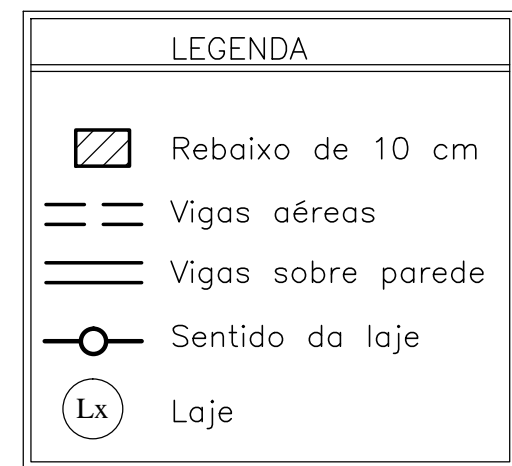 LEGENDA
Rebaixo de 10 cm
Vigas aéreas
Vigas sobre parede
Sentido da laje
Lx Laje